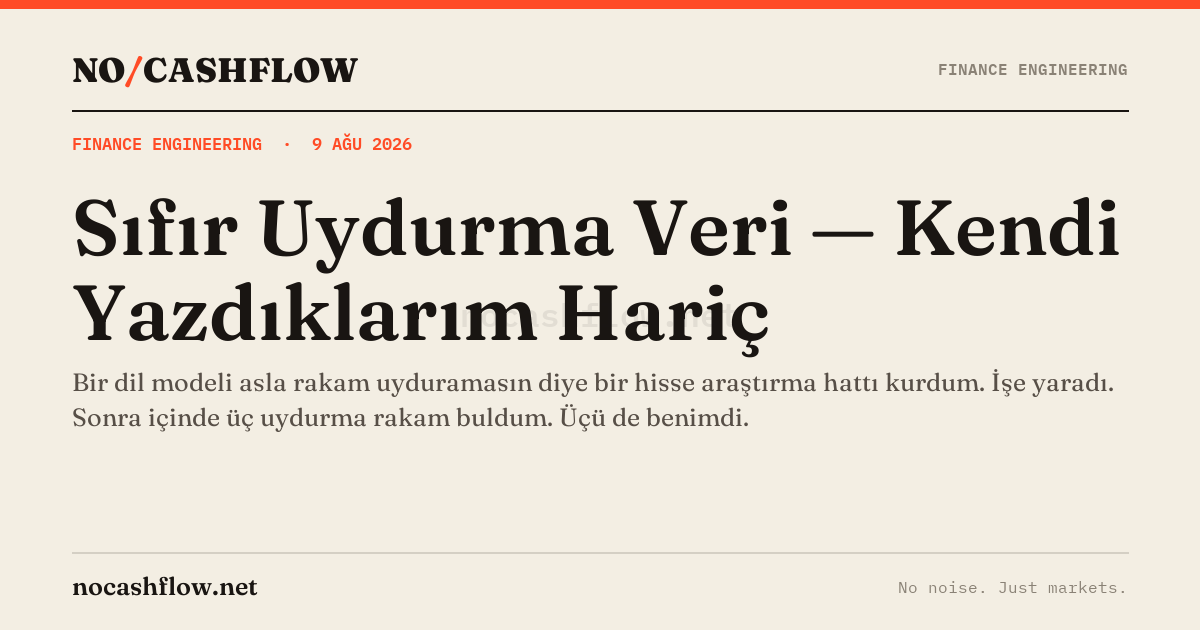 NO/CASHFLOW
FINANCE ENGINEERING
FINANCE ENGINEERING · 9 AĞU 2026
Sıfır Uydurma Veri — Kendi
Yazdıklarım Hariç
nocashflow.net
Bir dil modeli asla rakam uyduramasın diye bir hisse araştırma hattı kurdum. İşe yaradı.
Sonra içinde üç uydurma rakam buldum. Üçü de benimdi.
nocashflow.net
No noise. Just markets.